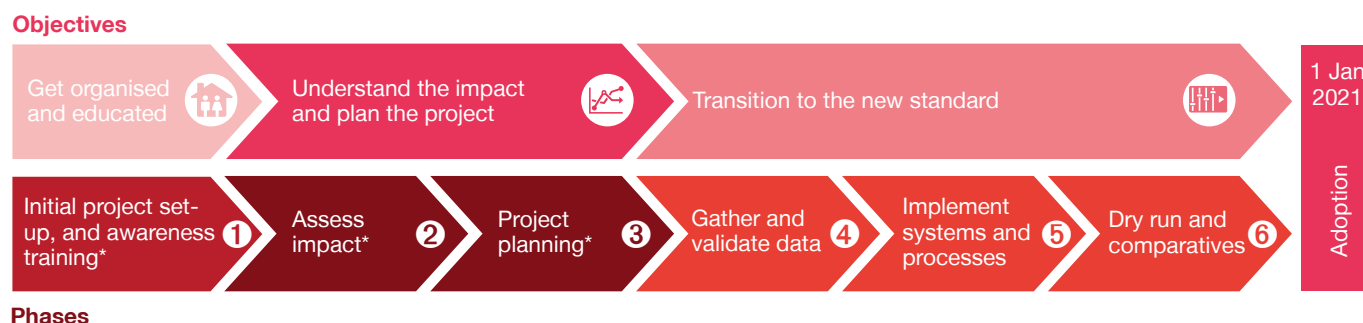 Objectives
Get organised
and educated
Understand the impact
and plan the project
Transition to the new standard
1 Jan
2021
Adoption
Initial project set-
up, and awareness
training*
1
Assess
impact*
2
Project
planning*
3
Gather and
validate data
4
Implement
systems and
processes
5
Dry run and
comparatives
6
Phases